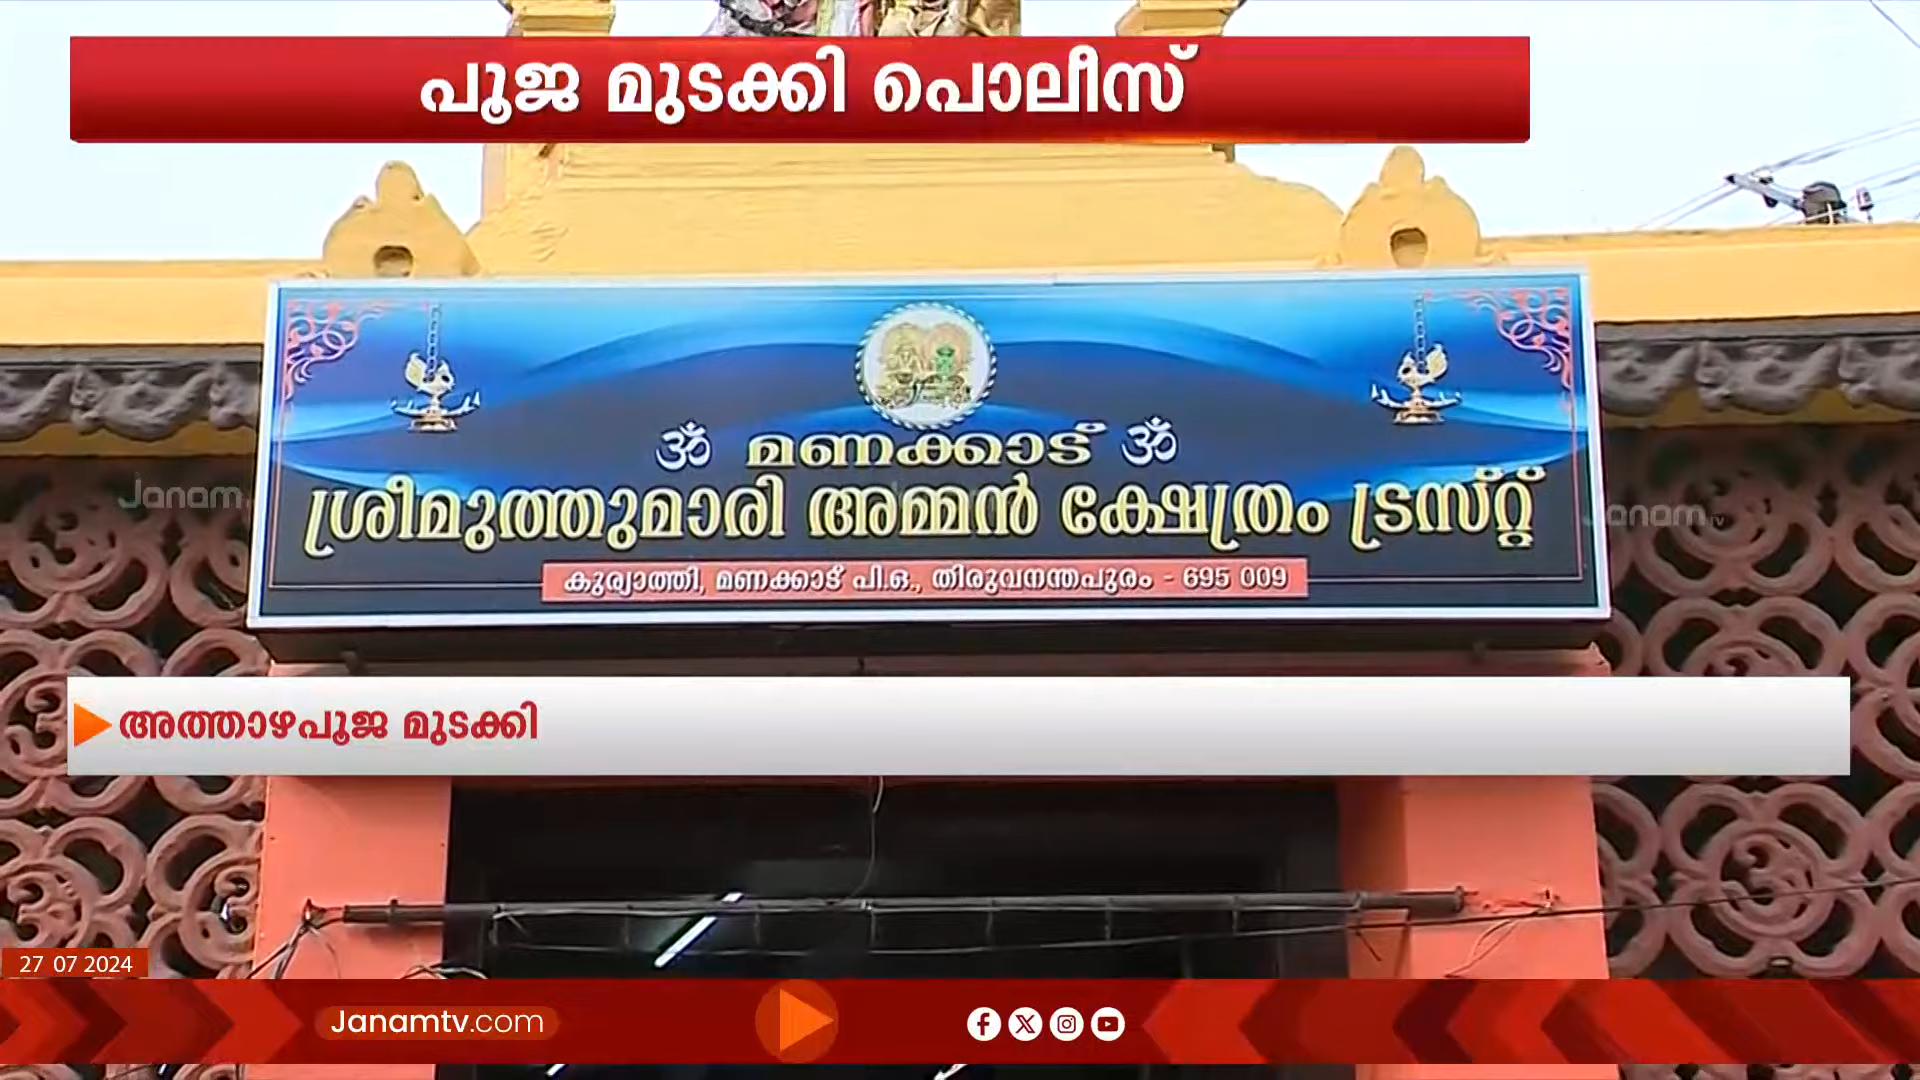 പൂജ മുടക്കി പൊലീസ്
ॐ മണക്കാട് ॐ
ശ്രീമുത്തുമാരി അമ്മൻ ക്ഷേത്രം ട്രസ്റ്റ്
കുര്യാത്തി, മണക്കാട് പി.ഒ., തിരുവനന്തപുരം - 695 009
Janam
Janam tv
അത്താഴപൂജ മുടക്കി
27 07 2024
Janamtv.com